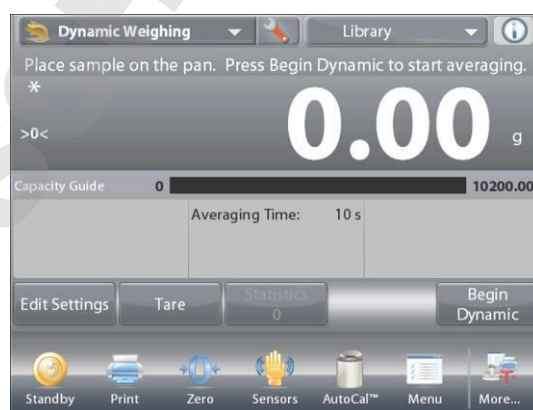 Dynamic Weighing Library
Place sample on the pan. Press Begin Dynamic to start averaging.
*
>0<
0.00 g
Capacity Guide 0 10200.00
Averaging Time: 10 s
Edit Settings Tare Statistics Begin
0 Dynamic
Standby Print Zero Sensors AutoCal™ Menu More...